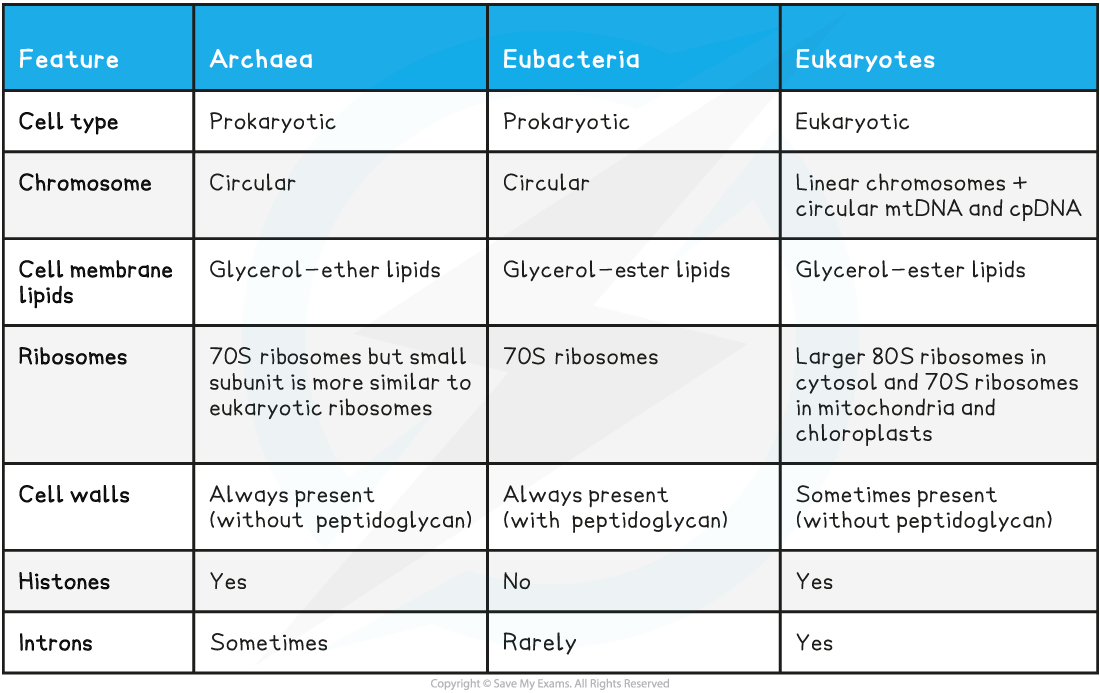 Feature Archaea Eubacteria Eukaryotes
Cell type Prokaryotic Prokaryotic Eukaryotic
Chromosome Circular Circular Linear chromosomes +
circular mtDNA and cpDNA
Cell membrane Glycerol–ether lipids Glycerol–ester lipids Glycerol–ester lipids
lipids
Ribosomes 70S ribosomes but small 70S ribosomes Larger 80S ribosomes in
subunit is more similar to cytosol and 70S ribosomes
eukaryotic ribosomes in mitochondria and
chloroplasts
Cell walls Always present Always present Sometimes present
(without peptidoglycan) (with peptidoglycan) (without peptidoglycan)
Histones Yes No Yes
Introns Sometimes Rarely Yes
Copyright © Save My Exams. All Rights Reserved